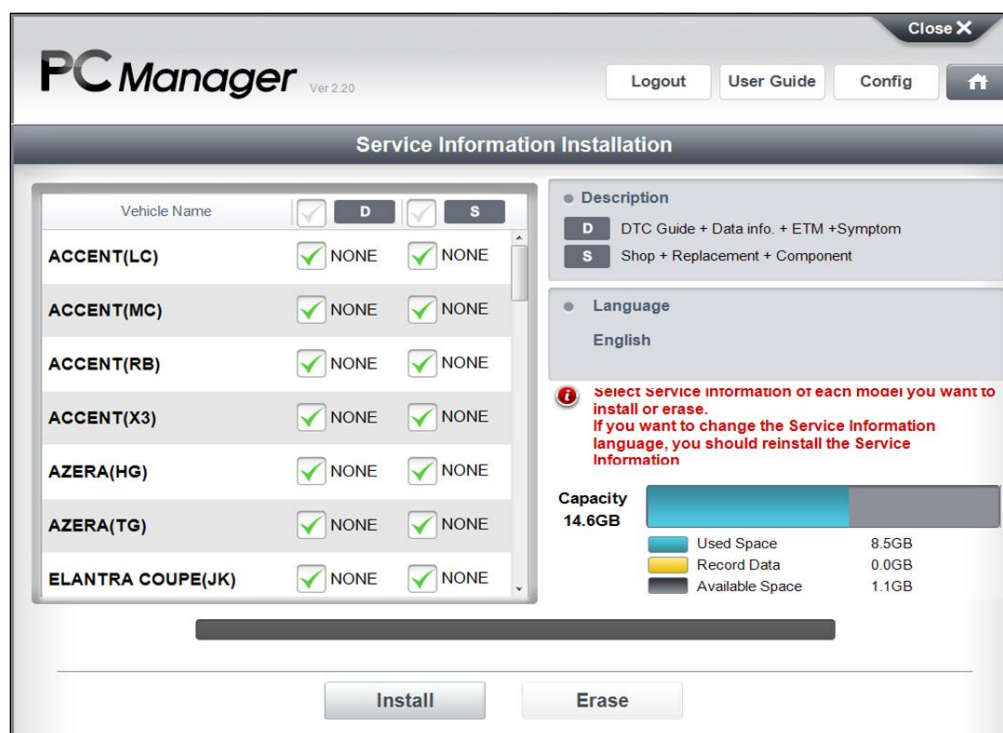 Close X
PC Manager Ver 2.20
Logout User Guide Config
Service Information Installation
Vehicle Name D S
ACCENT(LC) NONE NONE
ACCENT(MC) NONE NONE
ACCENT(RB) NONE NONE
ACCENT(X3) NONE NONE
AZERA(HG) NONE NONE
AZERA(TG) NONE NONE
ELANTRA COUPE(JK) NONE NONE
Description
D DTC Guide + Data info. + ETM +Symptom
S Shop + Replacement + Component
Language
English
Select Service Information of each model you want to
install or erase.
If you want to change the Service Information
language, you should reinstall the Service
Information
Capacity
14.6GB
Used Space 8.5GB
Record Data 0.0GB
Available Space 1.1GB
Install Erase